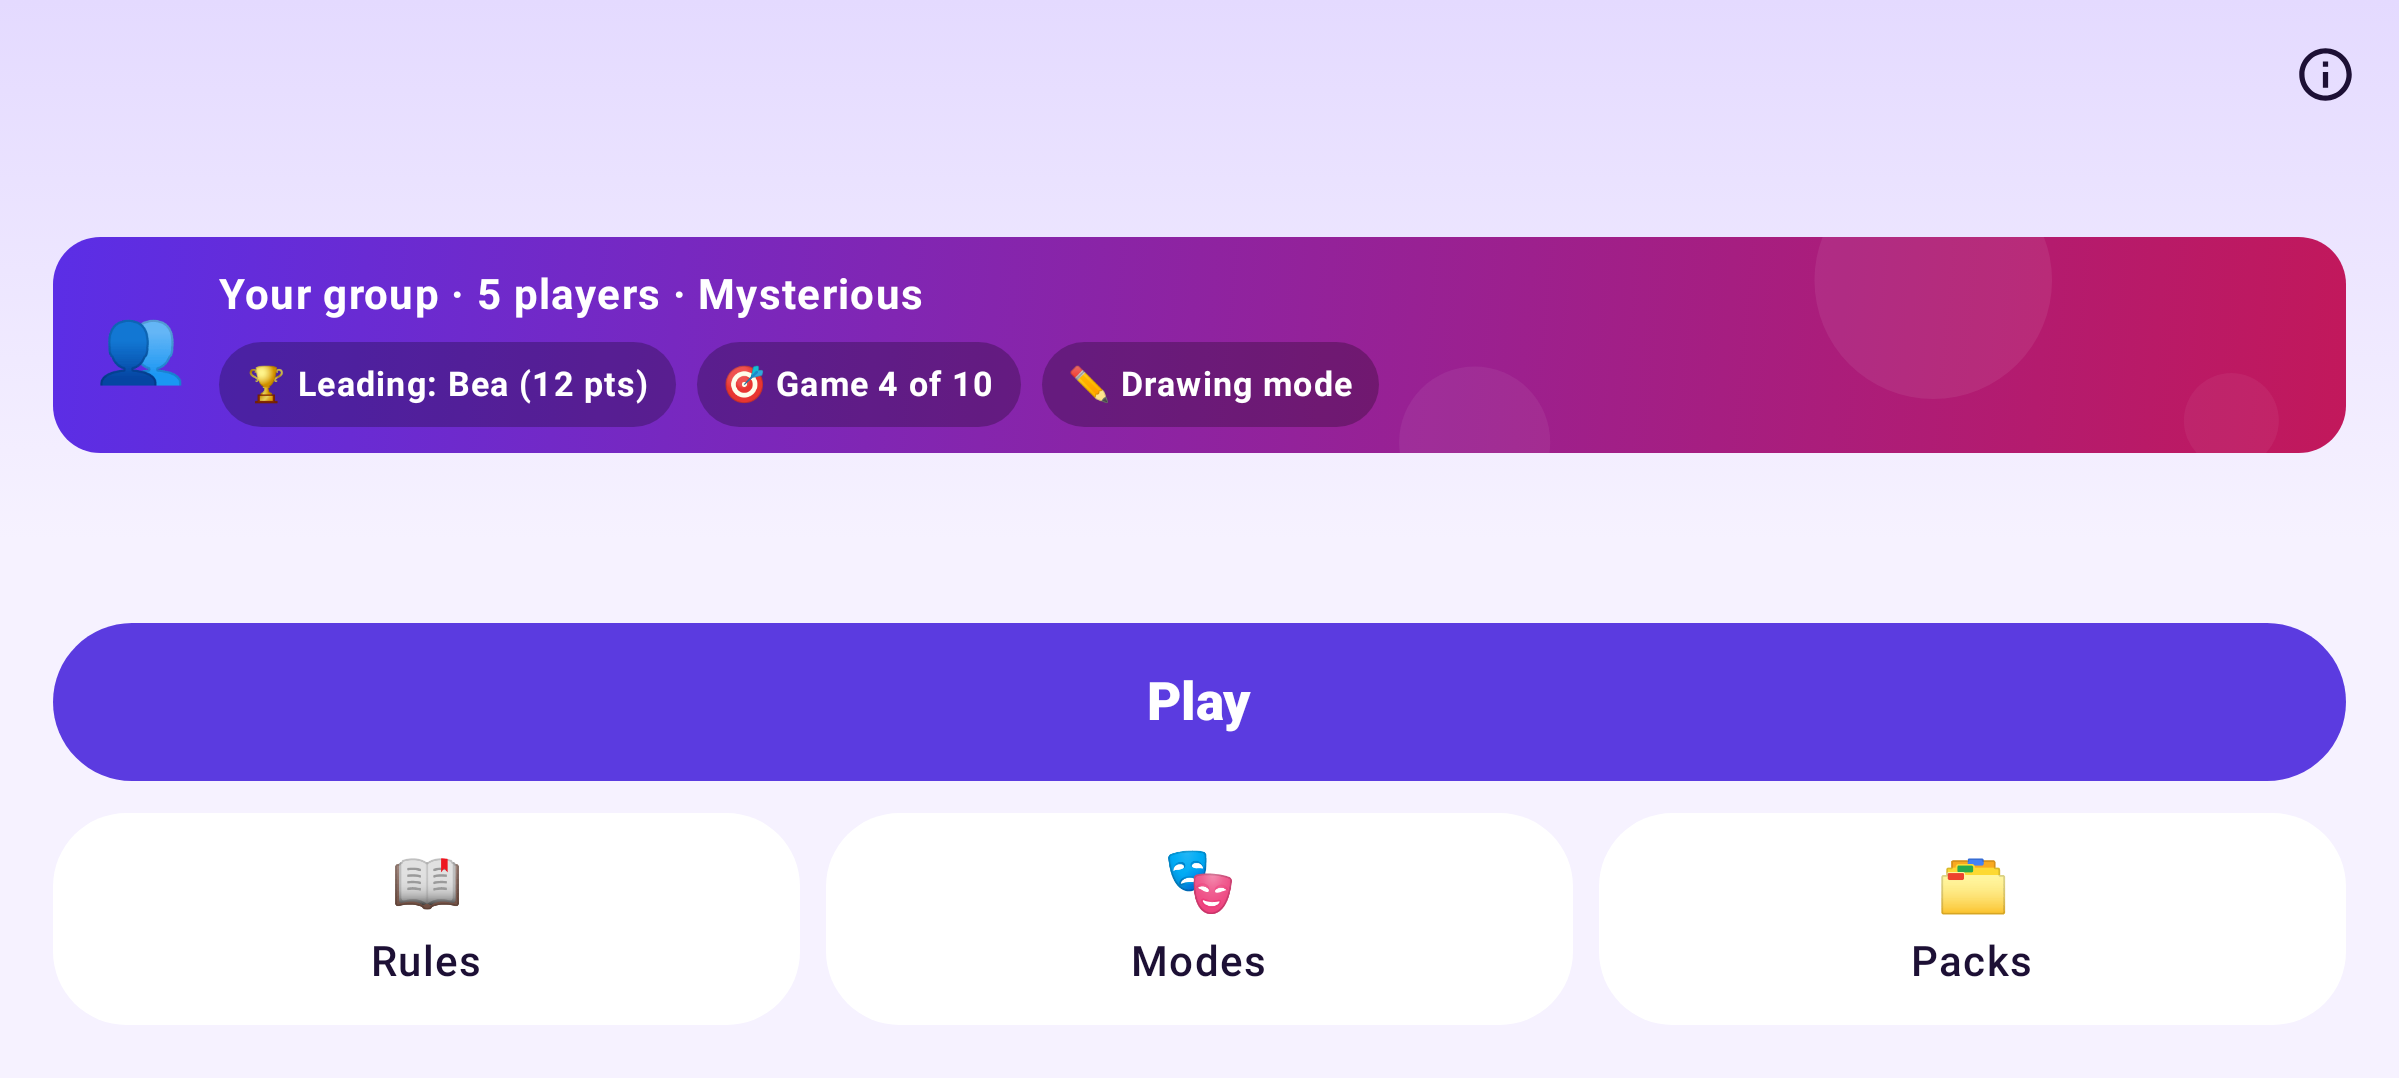 Your group · 5 players · Mysterious
🏆 Leading: Bea (12 pts) 🎯 Game 4 of 10 ✏️ Drawing mode
Play
Rules Modes Packs